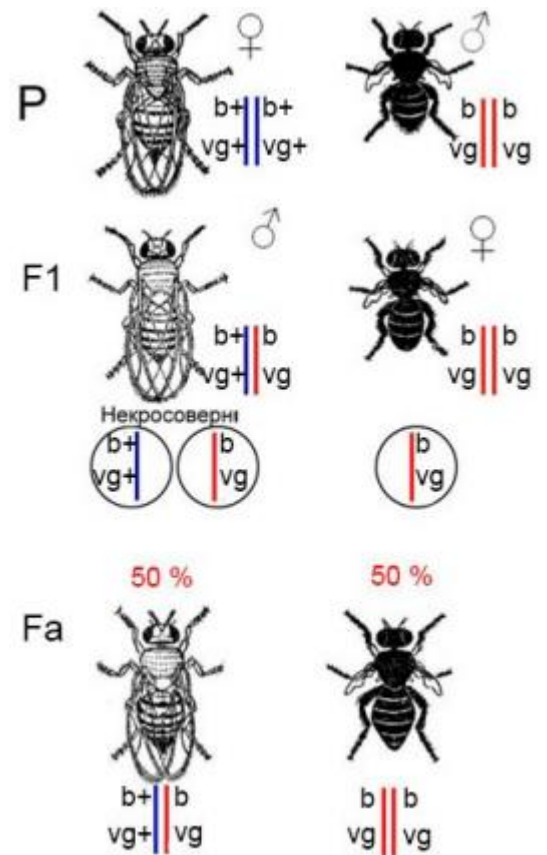 ♀ ♂
P
b+ b+ b b
vg+ vg+ vg vg
♂ ♀
F1
b+ b b b
vg+ vg vg vg
Некросоверні
b+ b b
vg+ vg vg
50 % 50 %
Fa
b+ b b b
vg+ vg vg vg